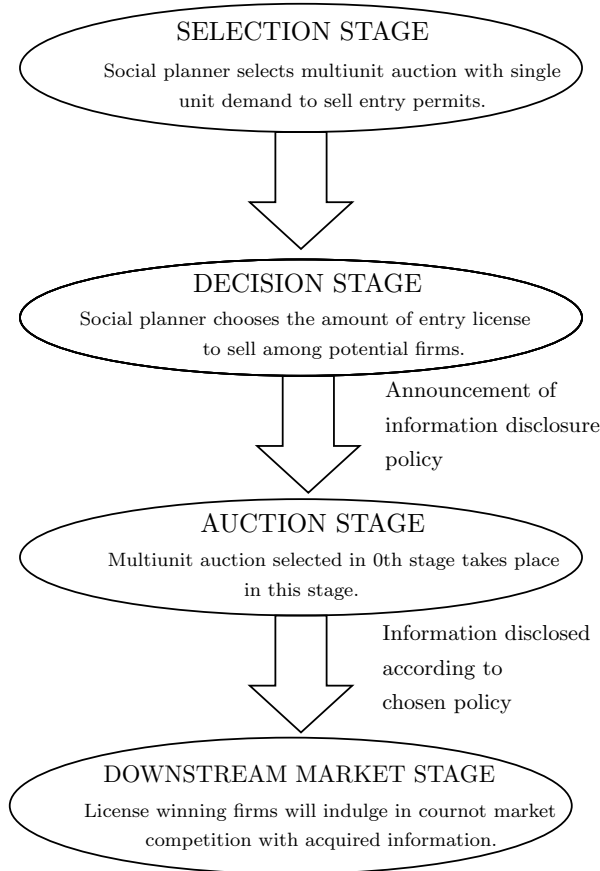 SELECTION STAGE
Social planner selects multiunit auction with single
unit demand to sell entry permits.
DECISION STAGE
Social planner chooses the amount of entry license
to sell among potential firms.
Announcement of
information disclosure
policy
AUCTION STAGE
Multiunit auction selected in 0th stage takes place
in this stage.
Information disclosed
according to
chosen policy
DOWNSTREAM MARKET STAGE
License winning firms will indulge in cournot market
competition with acquired information.